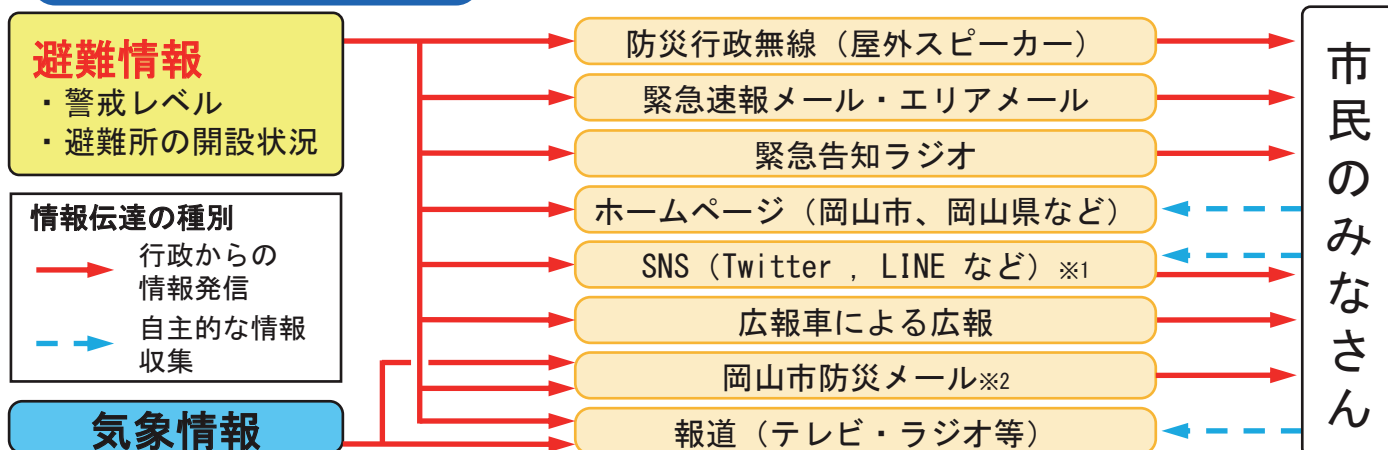 避難情報
・警戒レベル
・避難所の開設状況
情報伝達の種別
行政からの
情報発信
自主的な情報
収集
気象情報
防災行政無線（屋外スピーカー）
緊急速報メール・エリアメール
緊急告知ラジオ
ホームページ（岡山市、岡山県など）
SNS（Twitter , LINE など）※1
広報車による広報
岡山市防災メール※2
報道（テレビ・ラジオ等）
市民のみなさん